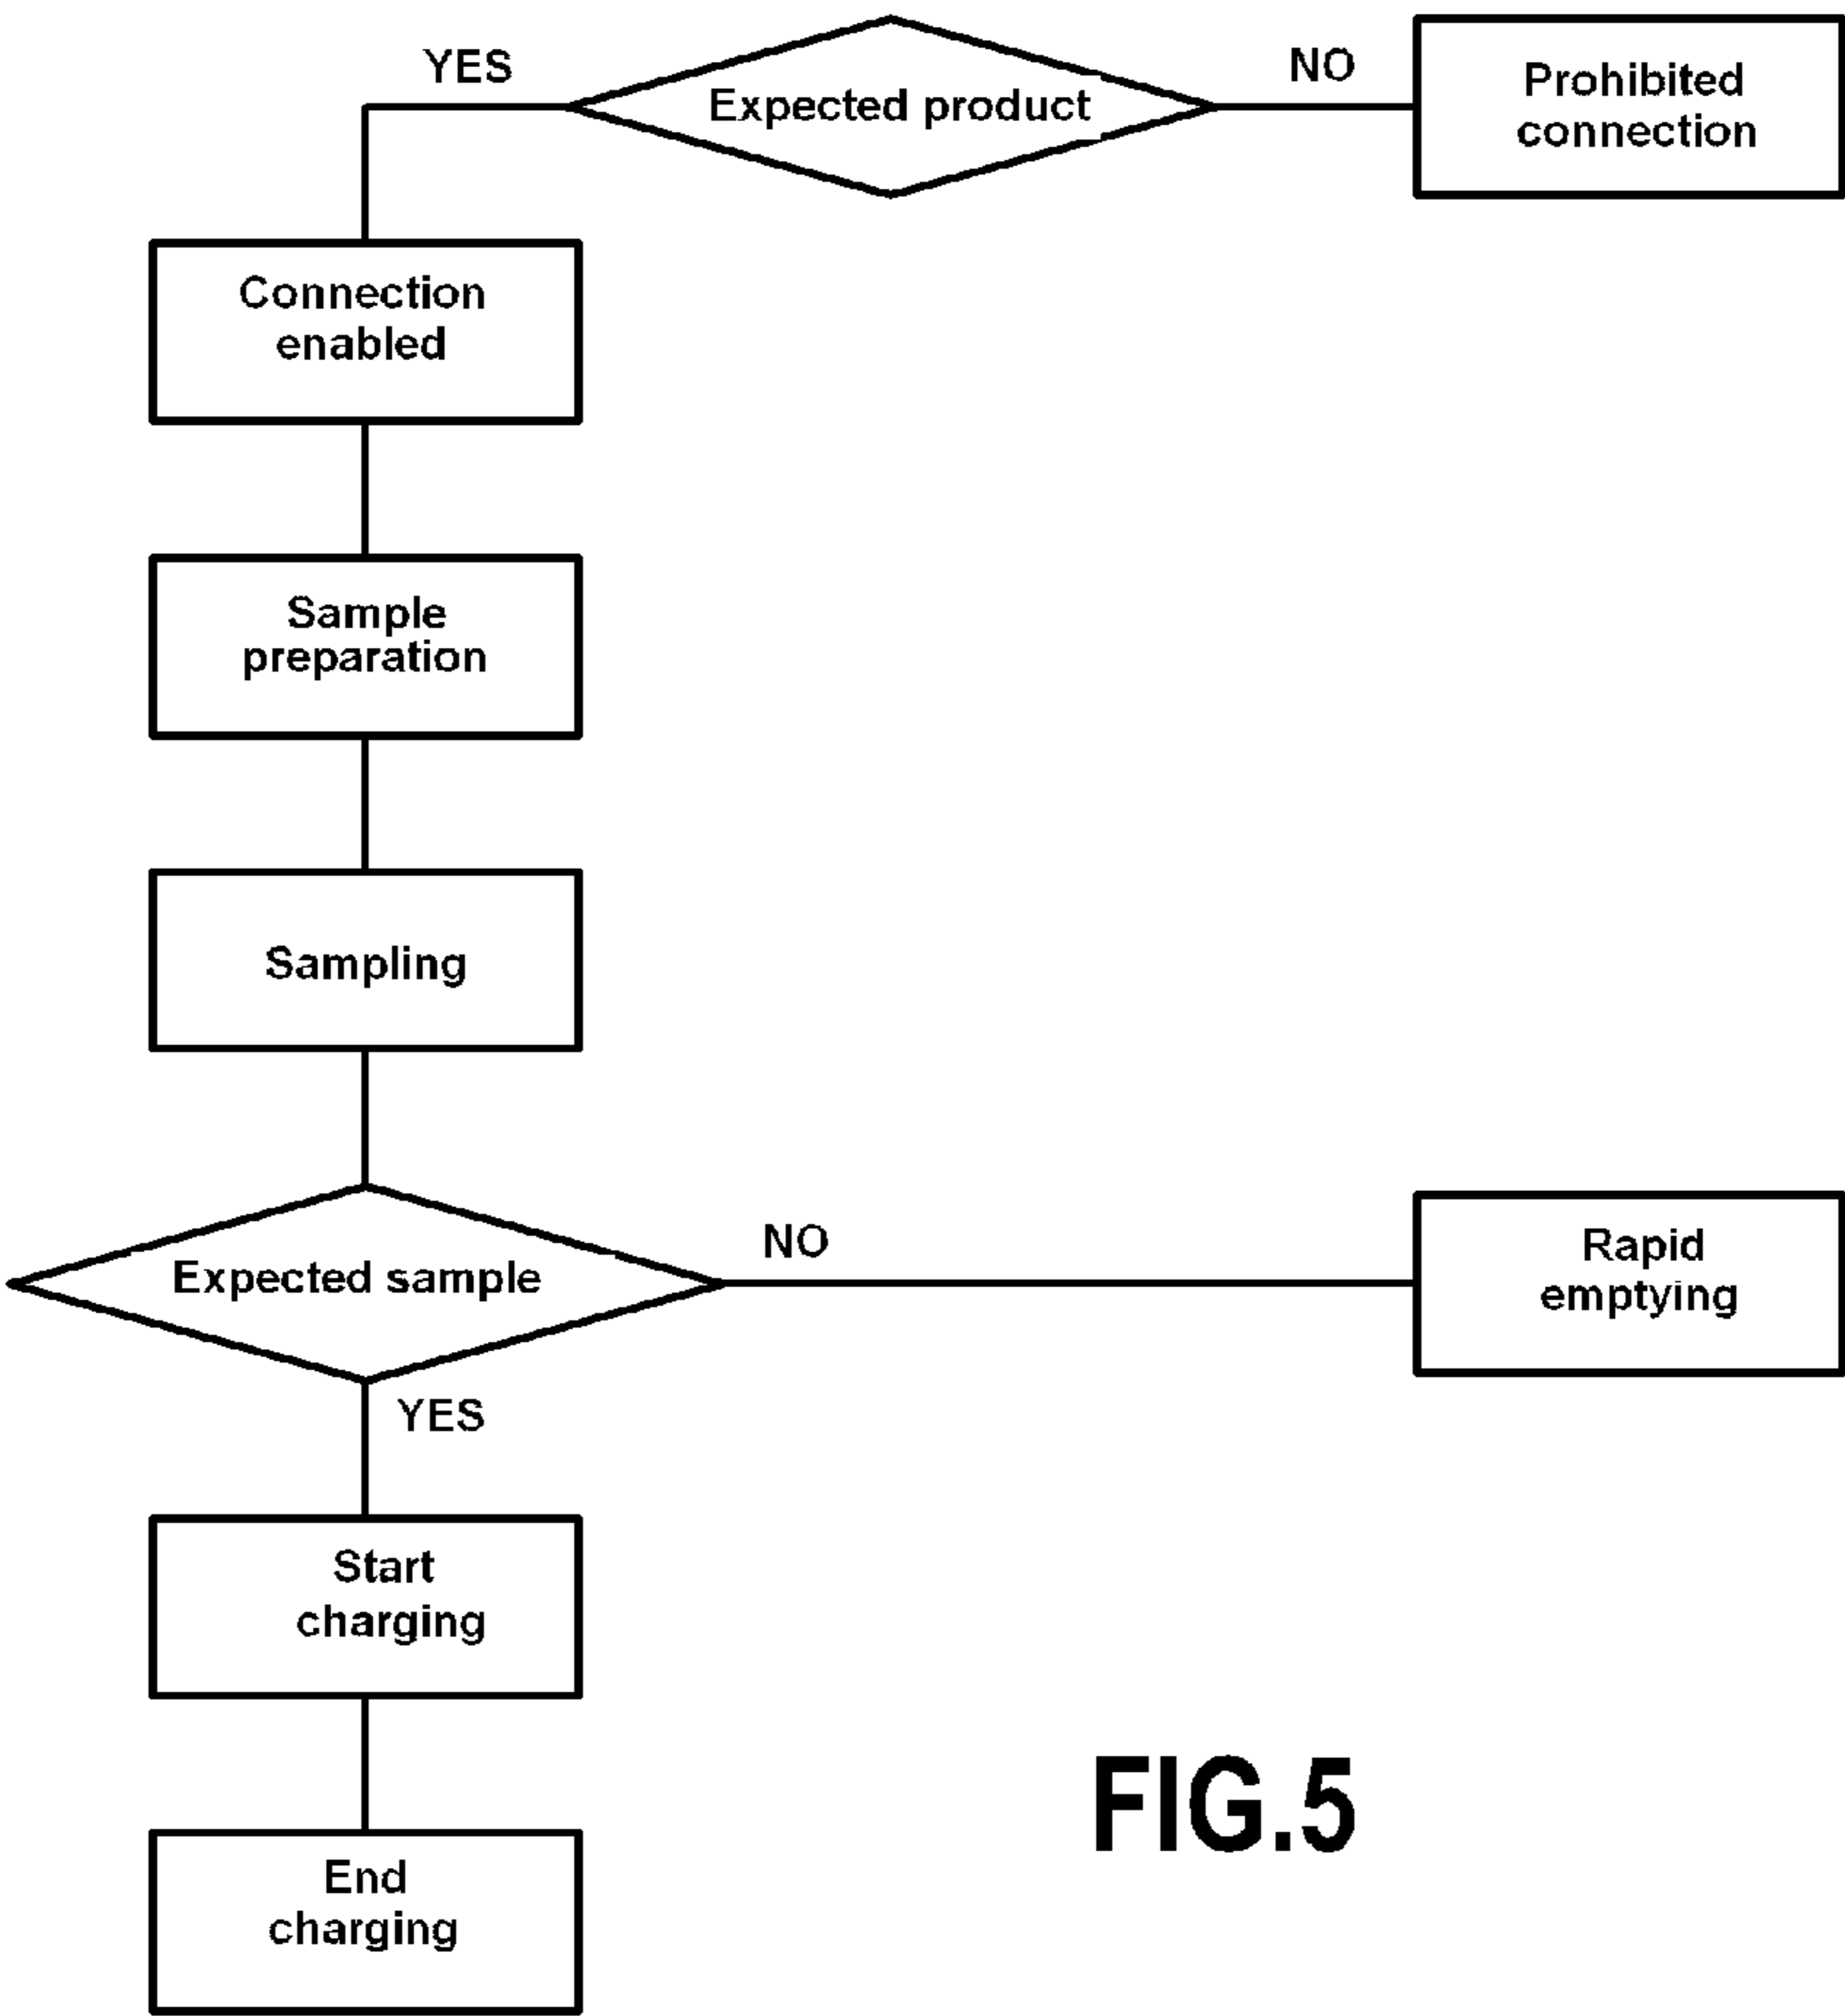 YES
Expected product
NO
Prohibited
connection
Connection
enabled
Sample
preparation
Sampling
Expected sample
NO
Rapid
emptying
YES
Start
charging
End
charging
FIG.5